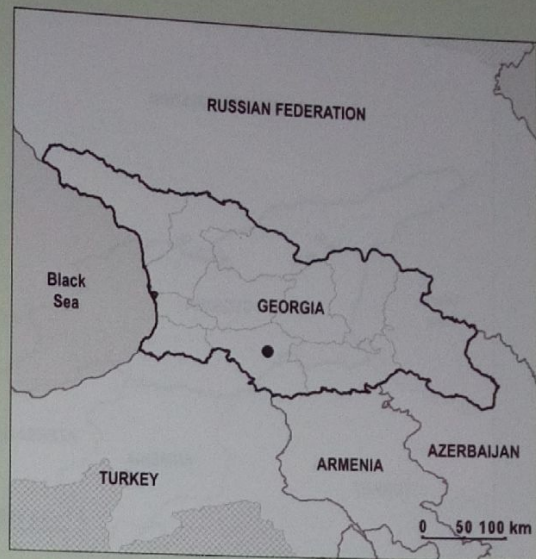 RUSSIAN FEDERATION
Black
Sea
GEORGIA
TURKEY
ARMENIA
AZERBAIJAN
0 50 100 km